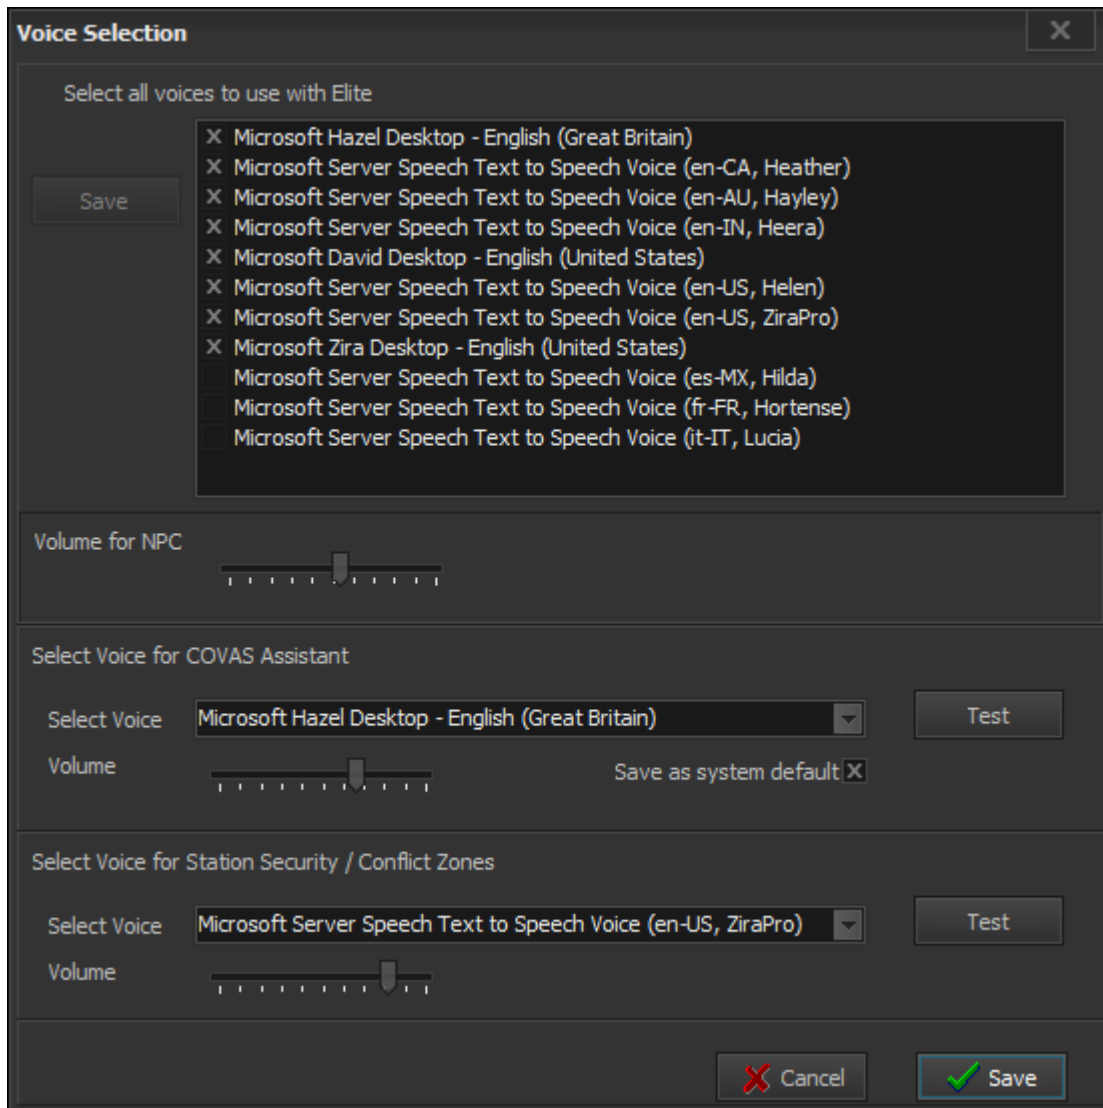 Voice Selection
Select all voices to use with Elite
Save
Microsoft Hazel Desktop - English (Great Britain)
Microsoft Server Speech Text to Speech Voice (en-CA, Heather)
Microsoft Server Speech Text to Speech Voice (en-AU, Hayley)
Microsoft Server Speech Text to Speech Voice (en-IN, Heera)
Microsoft David Desktop - English (United States)
Microsoft Server Speech Text to Speech Voice (en-US, Helen)
Microsoft Server Speech Text to Speech Voice (en-US, ZiraPro)
Microsoft Zira Desktop - English (United States)
Microsoft Server Speech Text to Speech Voice (es-MX, Hilda)
Microsoft Server Speech Text to Speech Voice (fr-FR, Hortense)
Microsoft Server Speech Text to Speech Voice (it-IT, Lucia)
Volume for NPC
Select Voice for COVAS Assistant
Select Voice
Microsoft Hazel Desktop - English (Great Britain)
Test
Volume
Save as system default
Select Voice for Station Security / Conflict Zones
Select Voice
Microsoft Server Speech Text to Speech Voice (en-US, ZiraPro)
Test
Volume
Cancel
Save